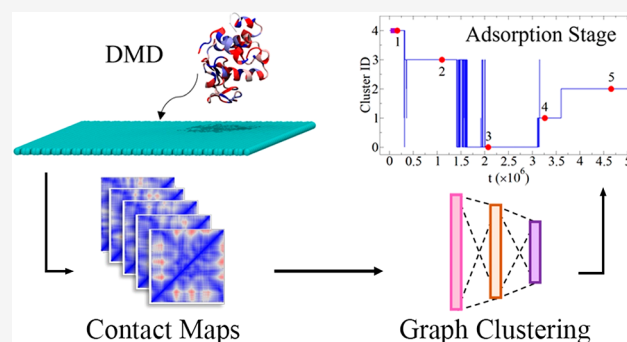 DMD
Adsorption Stage
Cluster ID
4
3
2
1
0
1
2
3
4
5
0 0.5 1 1.5 2 2.5 3 3.5 4 4.5 5
t (×10⁶)
Contact Maps
Graph Clustering